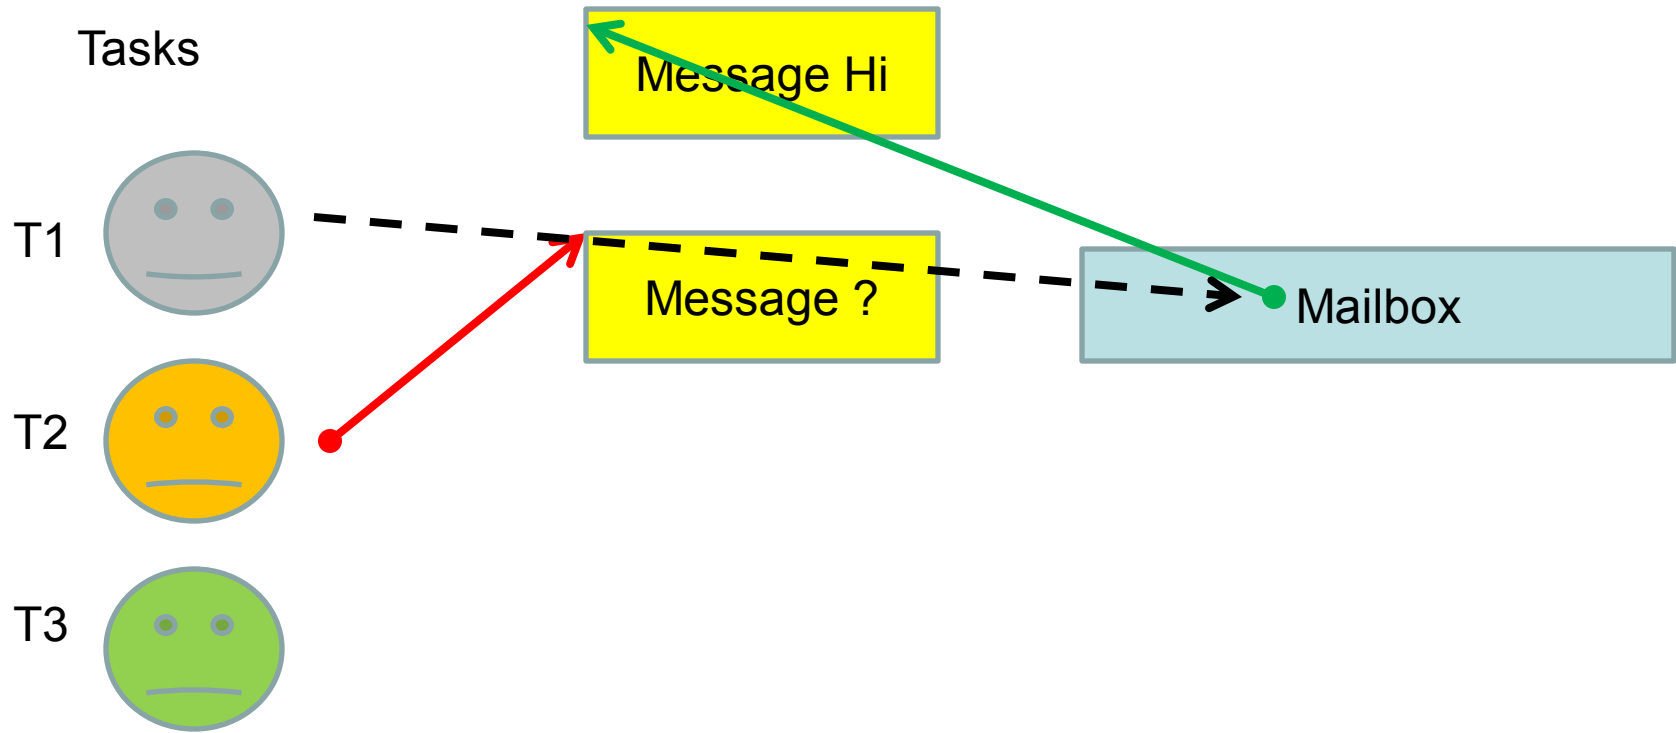 Tasks
Message Hi
T1
Message ?
Mailbox
T2
T3